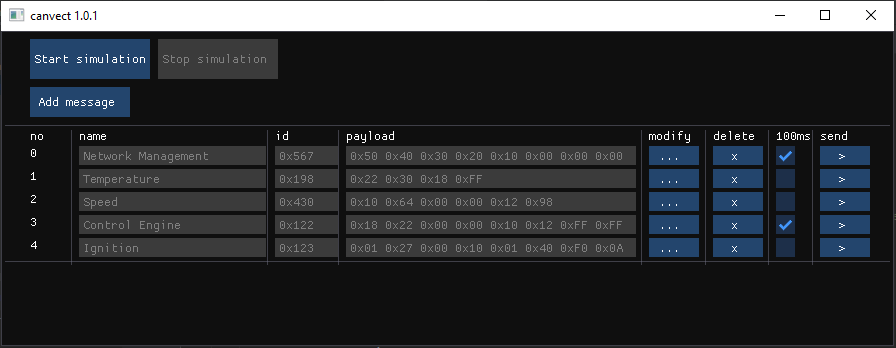 canvect 1.0.1
Start simulation Stop simulation
Add message
no name id payload modify delete 100ms send
0 Network Management 0x567 0x50 0x40 0x30 0x20 0x10 0x00 0x00 0x00 ... x >
1 Temperature 0x198 0x22 0x30 0x18 0xFF ... x >
2 Speed 0x430 0x10 0x64 0x00 0x00 0x12 0x98 ... x >
3 Control Engine 0x122 0x18 0x22 0x00 0x00 0x10 0x12 0xFF 0xFF ... x >
4 Ignition 0x123 0x01 0x27 0x00 0x10 0x01 0x40 0xF0 0x0A ... x >